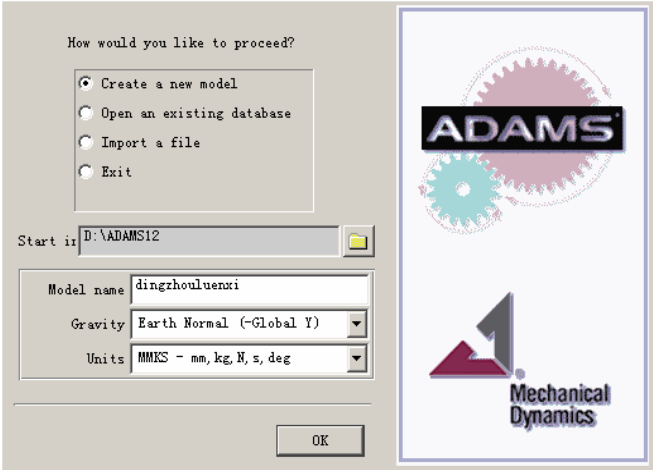 How would you like to proceed?
Create a new model
Open an existing database
Import a file
Exit
Start in D:\ADAMS12
Model name dingzhouluenxi
Gravity Earth Normal (-Global Y)
Units MMKS - mm,kg,N,s,deg
OK
ADAMS
Mechanical
Dynamics